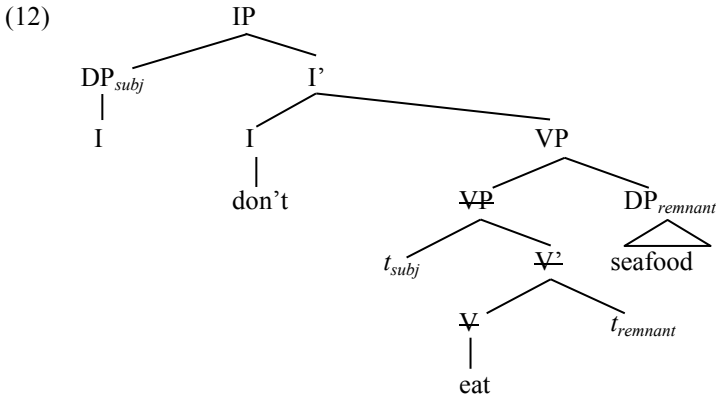 (12) IP
DPsubj I’
I I VP
don’t VP DPremnant
tsubj V’ seafood
V tremnant
eat